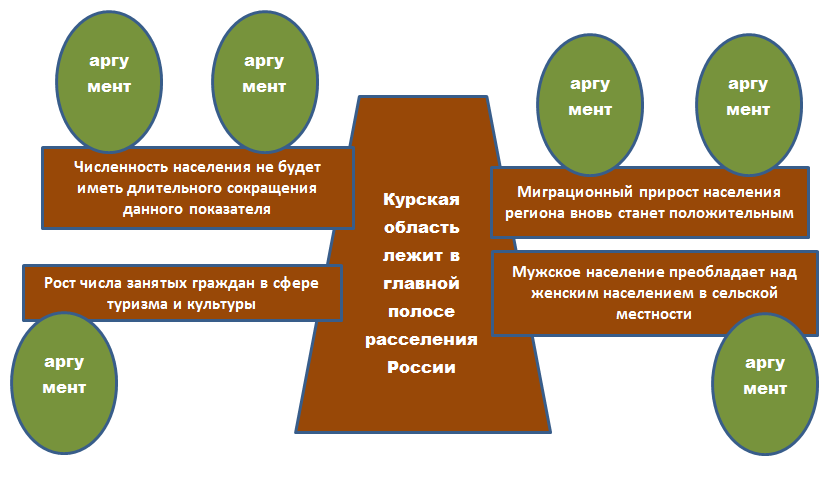 аргу
мент
аргу
мент
Численность населения не будет
иметь длительного сокращения
данного показателя
Рост числа занятых граждан в сфере
туризма и культуры
аргу
мент
Курская
область
лежит в
главной
полосе
расселения
России
аргу
мент
аргу
мент
Миграционный прирост населения
региона вновь станет положительным
Мужское население преобладает над
женским населением в сельской
местности
аргу
мент